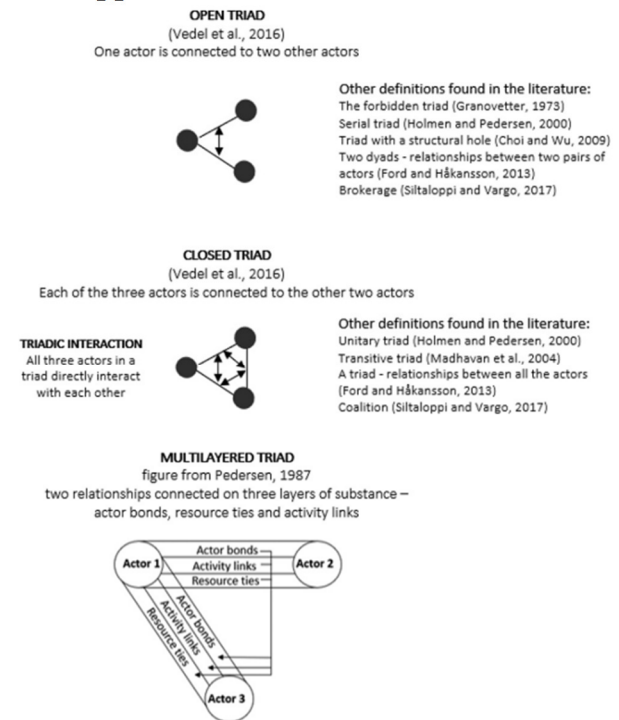 OPEN TRIAD
(Vedel et al., 2016)
One actor is connected to two other actors
Other definitions found in the literature:
The forbidden triad (Granovetter, 1973)
Serial triad (Holmen and Pedersen, 2000)
Triad with a structural hole (Choi and Wu, 2009)
Two dyads - relationships between two pairs of
actors (Ford and Håkansson, 2013)
Brokerage (Siltaloppi and Vargo, 2017)
CLOSED TRIAD
(Vedel et al., 2016)
Each of the three actors is connected to the other two actors
TRIADIC INTERACTION
All three actors in a
triad directly interact
with each other
Other definitions found in the literature:
Unitary triad (Holmen and Pedersen, 2000)
Transitive triad (Madhavan et al., 2004)
A triad - relationships between all the actors
(Ford and Håkansson, 2013)
Coalition (Siltaloppi and Vargo, 2017)
MULTILAYERED TRIAD
figure from Pedersen, 1987
two relationships connected on three layers of substance –
actor bonds, resource ties and activity links
Actor 1
Actor bonds
Activity links
Resource ties
Actor 2
Actor bonds
Activity links
Resource ties
Actor 3